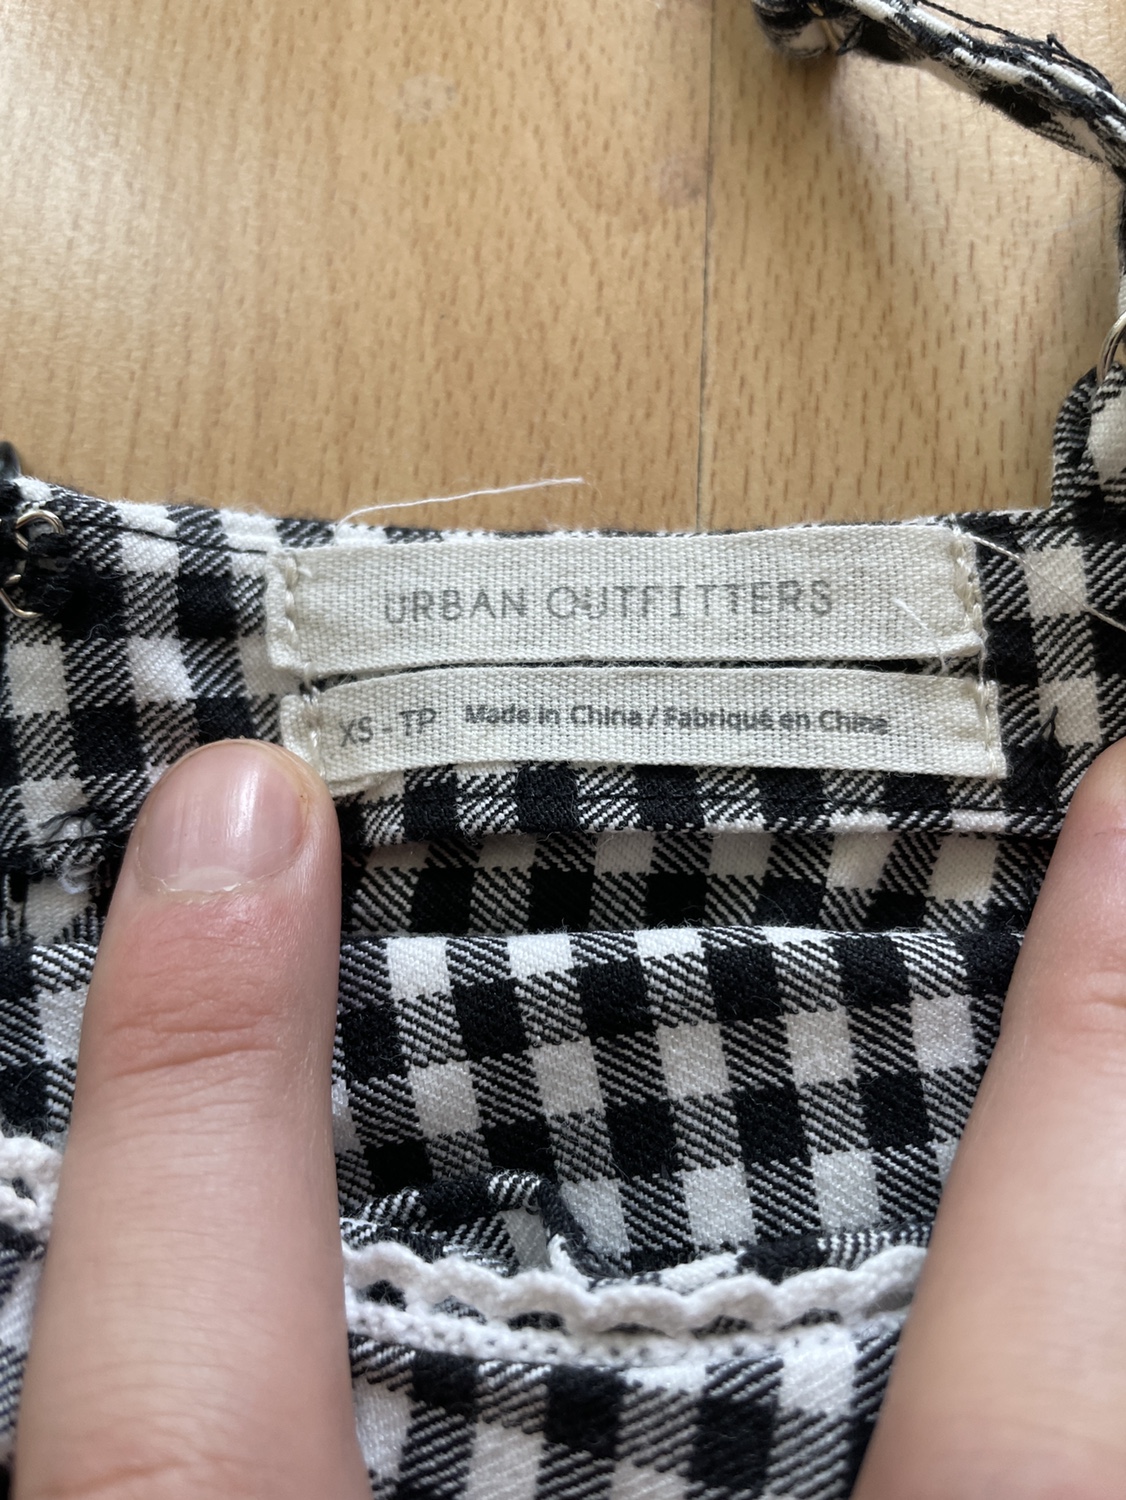 URBAN OUTFITTERS
XS - TP Made in China / Fabriqué en Chine